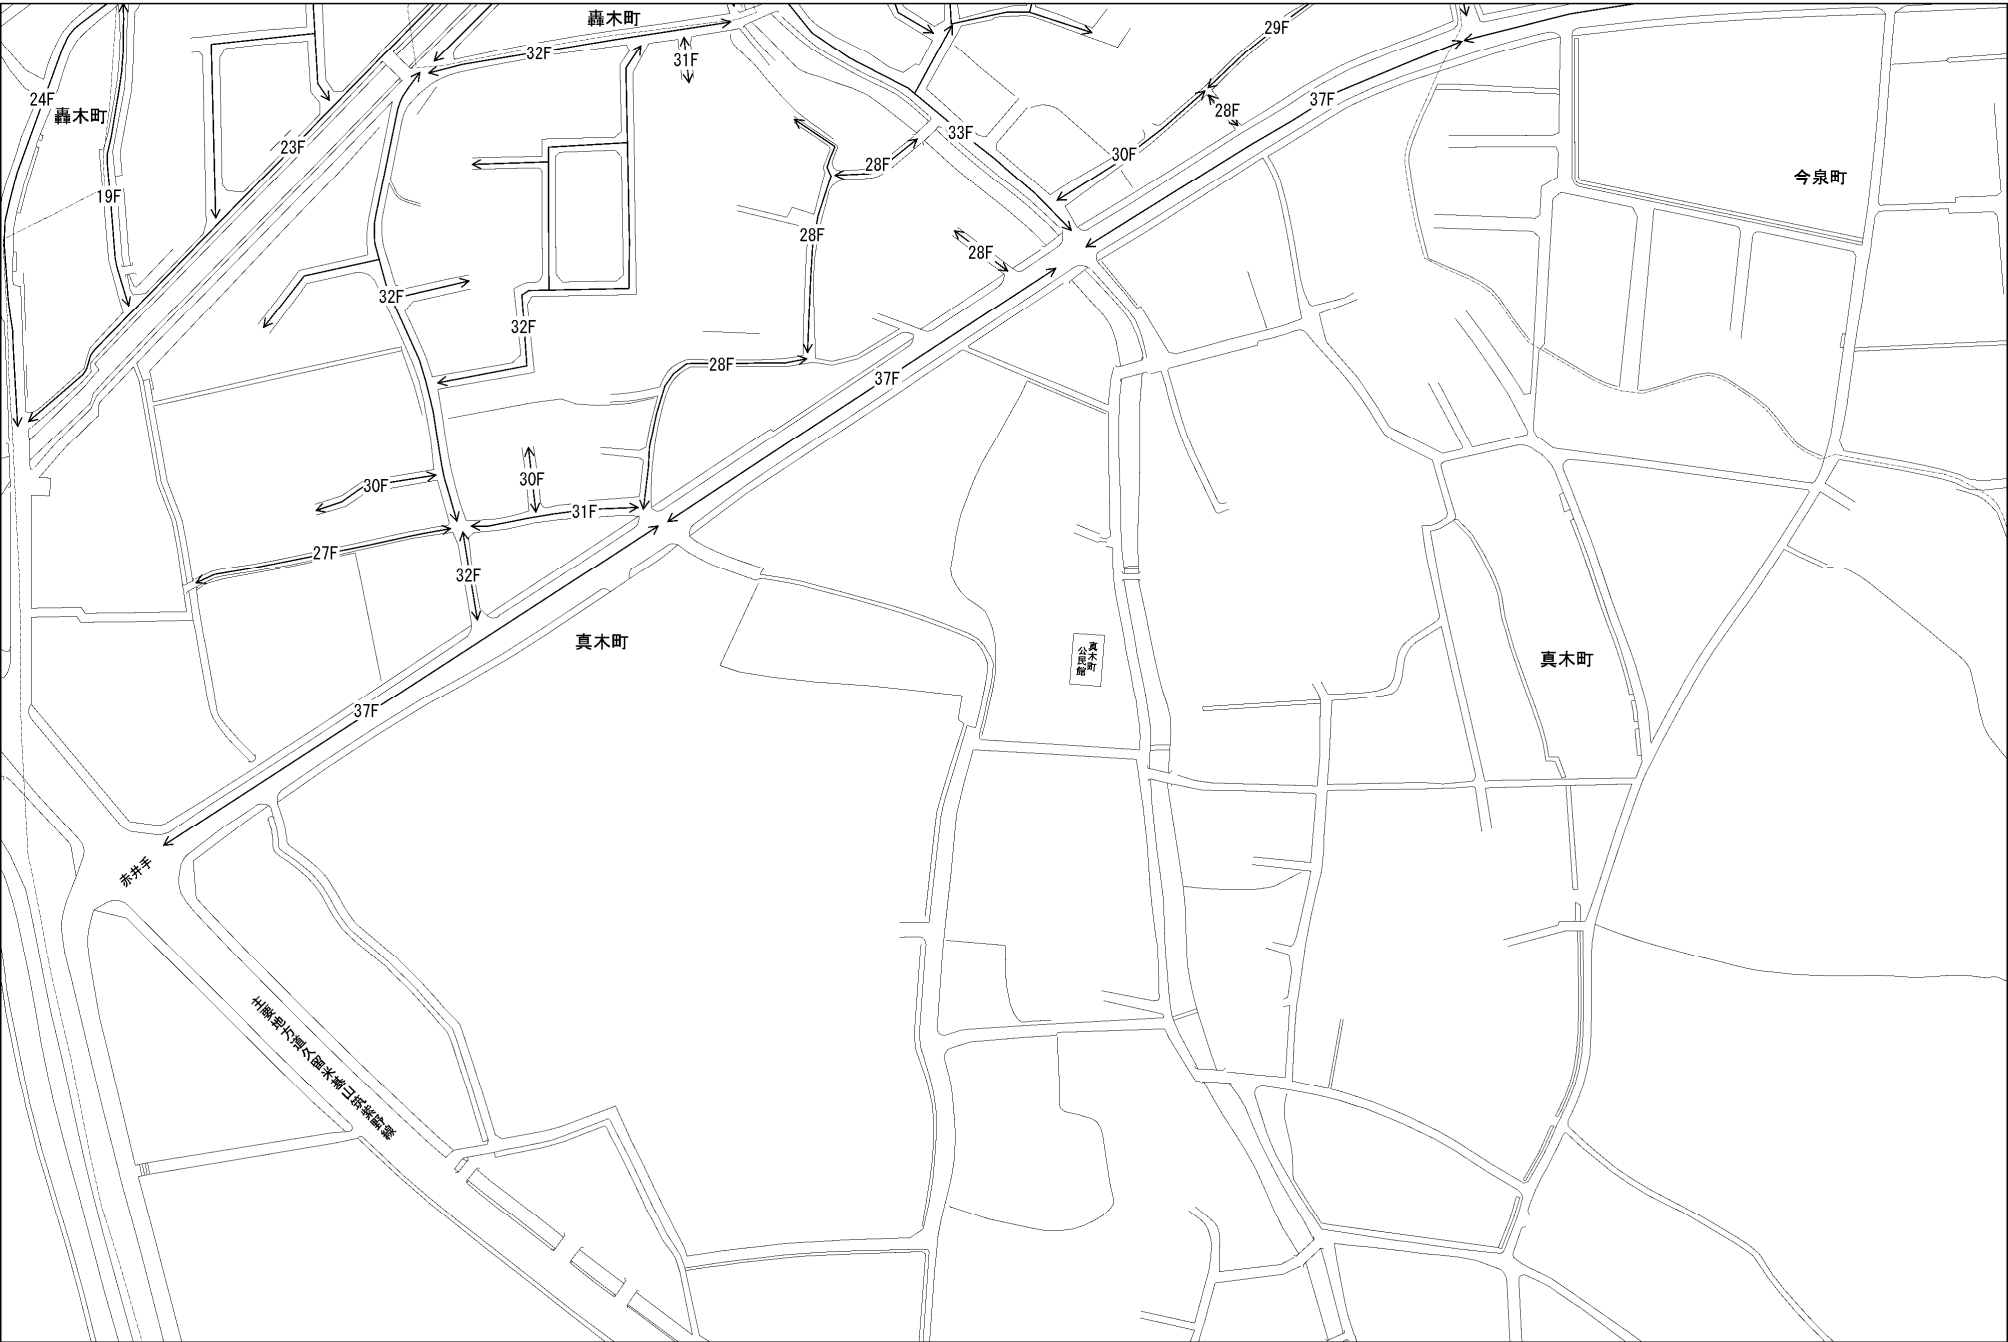 轟木町
29F
32F
31F
24F
37F
轟木町
28F
33F
23F
30F
28F
今泉町
19F
28F
28F
32F
32F
28F
37F
30F
30F
31F
27F
32F
真木町
真木町
公民館
真木町
37F
赤井手
主要地方道久留米基山筑紫野線